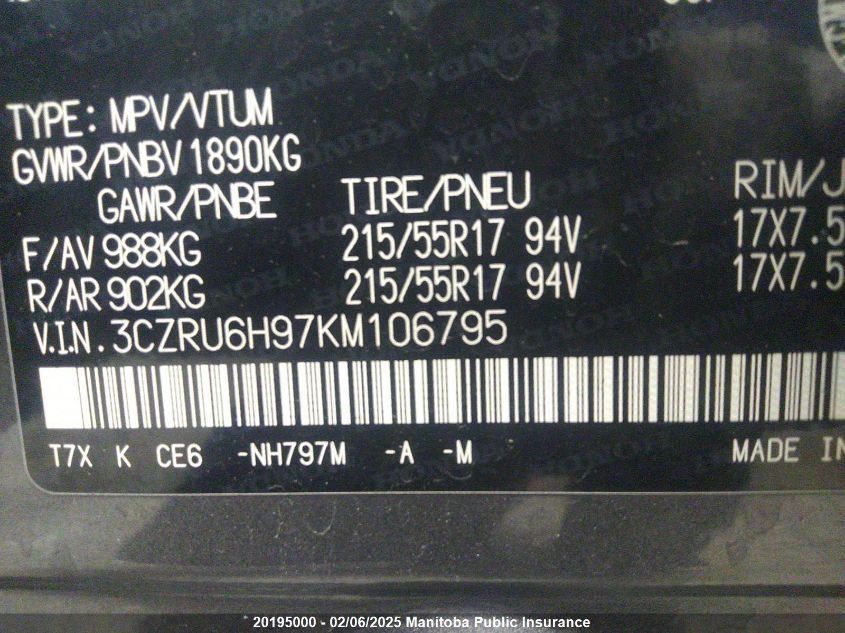 TYPE: MPV/VTUM
GVWR/PNBV 1890KG
GAWR/PNBE TIRE/PNEU RIM/J
F/AV 988KG 215/55R17 94V 17X7.5
R/AR 902KG 215/55R17 94V 17X7.5
V.I.N. 3CZRU6H97KM106795
T7X K CE6 -NH797M -A -M MADE IN
20195000 - 02/06/2025 Manitoba Public Insurance